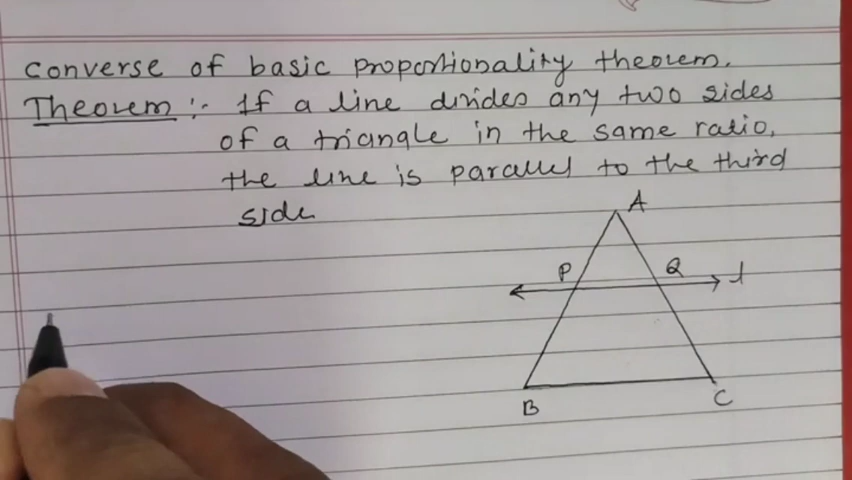 Converse of basic proportionality theorem.
Theorem :- If a line divides any two sides
of a triangle in the same ratio,
the line is parallel to the third
side
A
P
Q
l
B
C